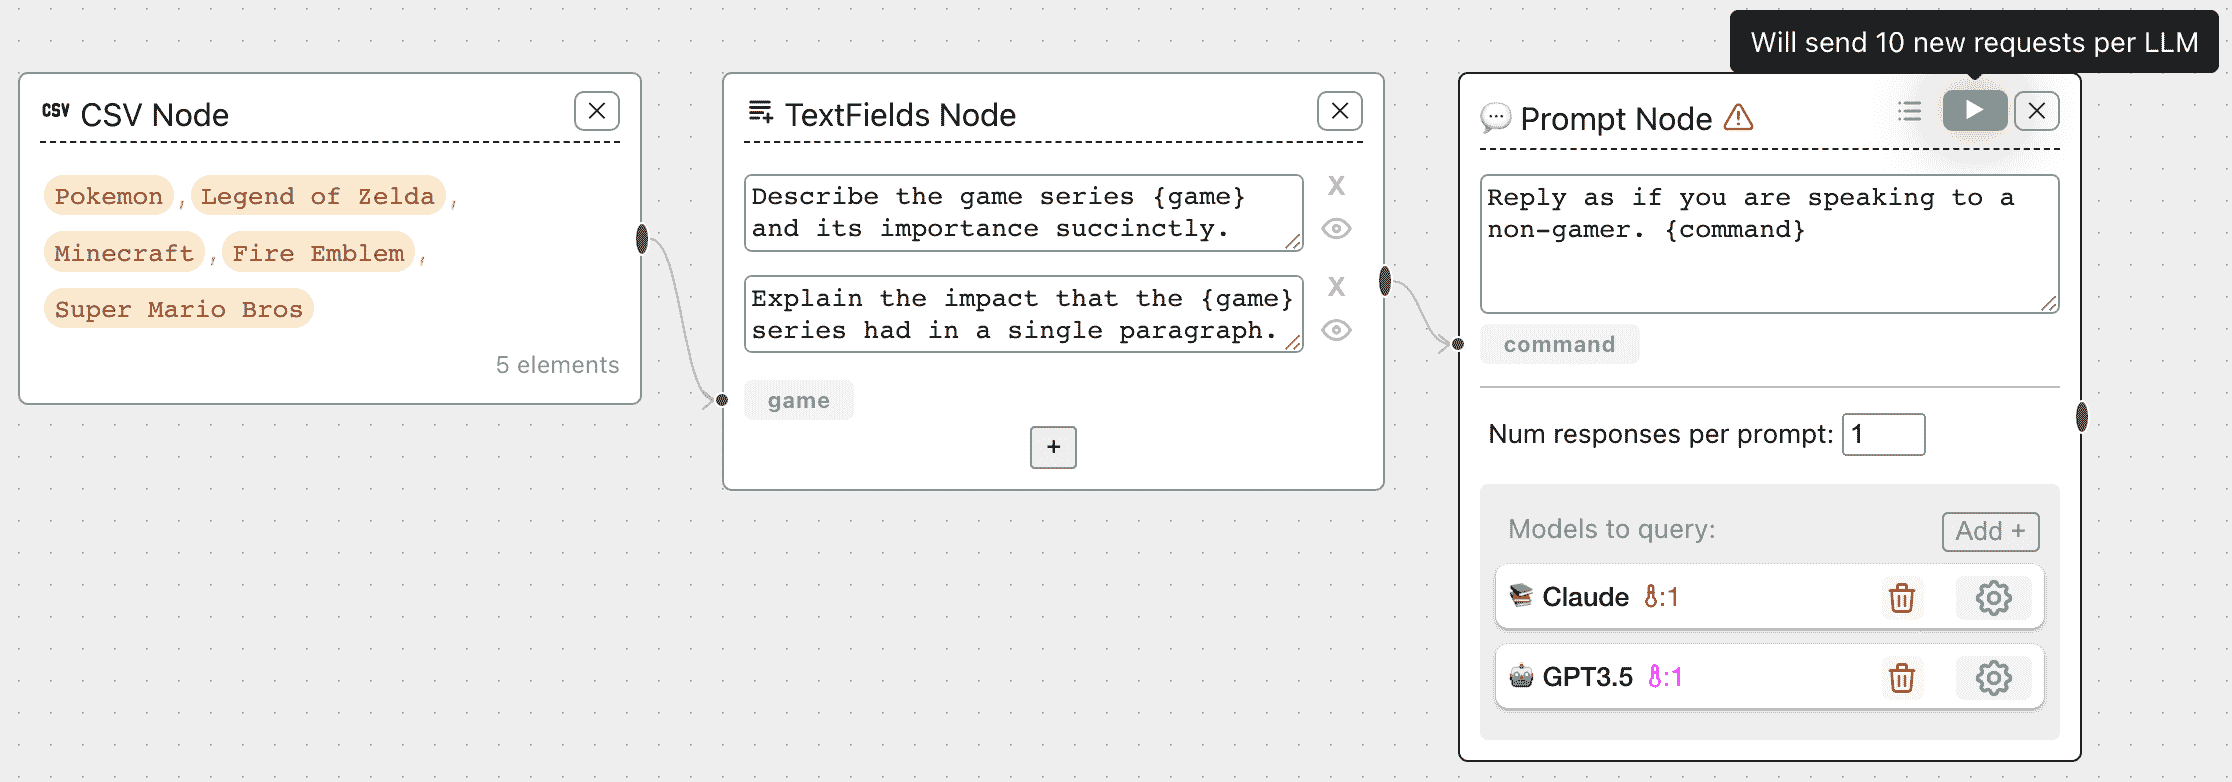 Will send 10 new requests per LLM
CSV CSV Node
Pokemon, Legend of Zelda,
Minecraft, Fire Emblem,
Super Mario Bros
5 elements
TextFields Node
Describe the game series {game}
and its importance succinctly.
X
Explain the impact that the {game}
series had in a single paragraph.
X
game
+
Prompt Node
Reply as if you are speaking to a
non-gamer. {command}
command
Num responses per prompt: 1
Models to query:
Add +
Claude :1
GPT3.5 :1